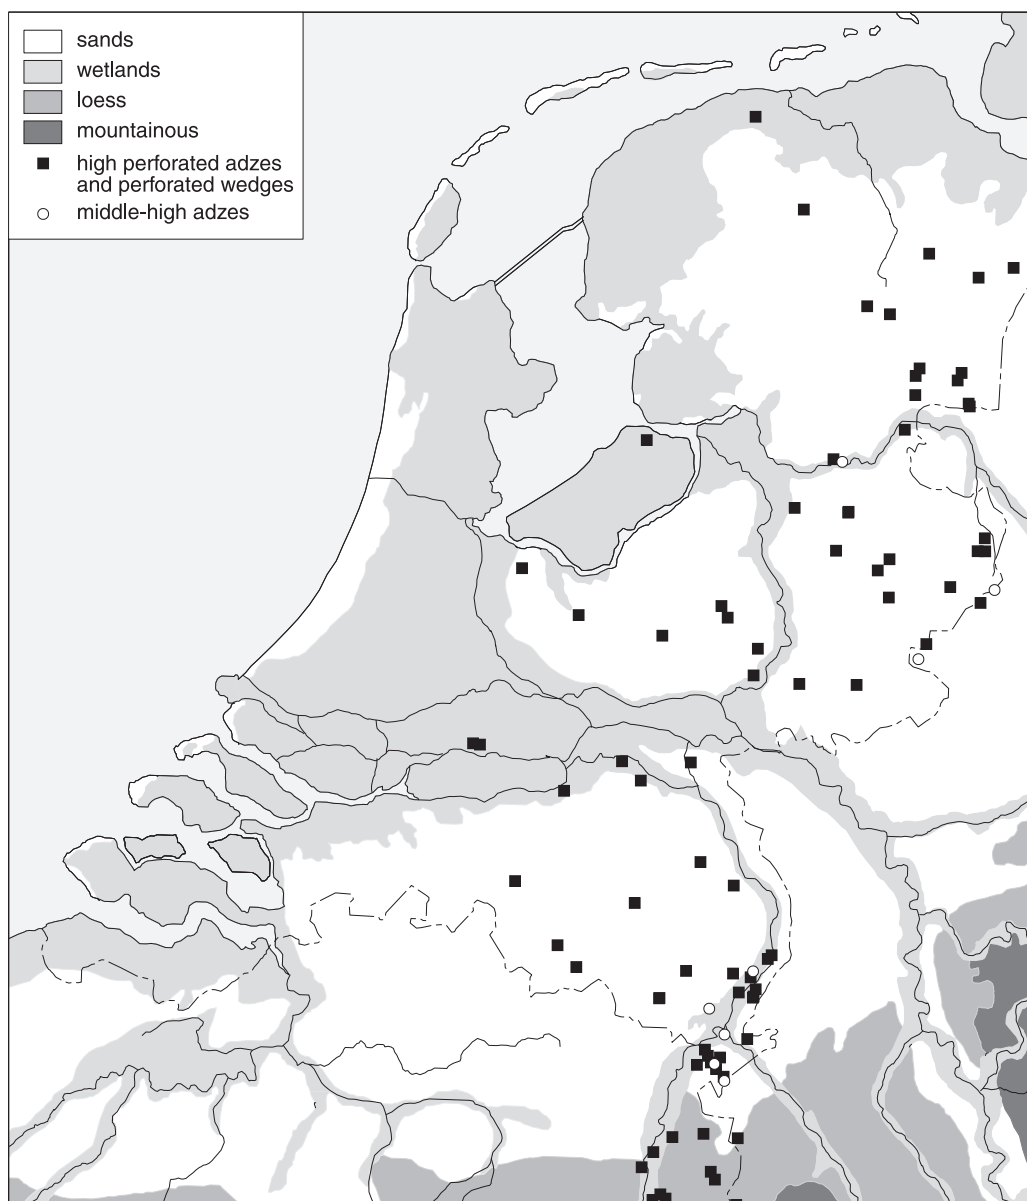 sands
wetlands
loess
mountainous
high perforated adzes
and perforated wedges
middle-high adzes